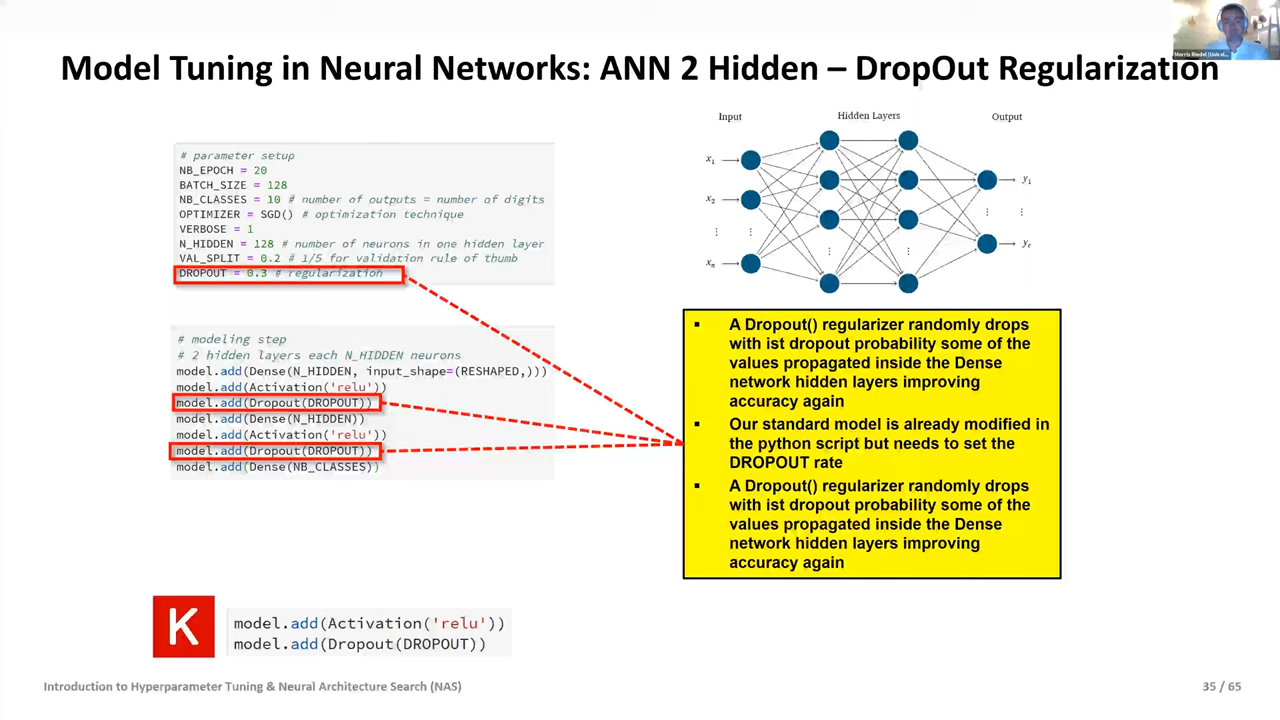 Model Tuning in Neural Networks: ANN 2 Hidden – DropOut Regularization
# parameter setup
NB_EPOCH = 20
BATCH_SIZE = 128
NB_CLASSES = 10 # number of outputs = number of digits
OPTIMIZER = SGD() # optimization technique
VERBOSE = 1
N_HIDDEN = 128 # number of neurons in one hidden layer
VAL_SPLIT = 0.2 # 1/5 for validation rule of thumb
DROPOUT = 0.3 # regularization
# modeling step
# 2 hidden layers each N_HIDDEN neurons
model.add(Dense(N_HIDDEN, input_shape=(RESHAPED,)))
model.add(Activation('relu'))
model.add(Dropout(DROPOUT))
model.add(Dense(N_HIDDEN))
model.add(Activation('relu'))
model.add(Dropout(DROPOUT))
model.add(Dense(NB_CLASSES))
K
model.add(Activation('relu'))
model.add(Dropout(DROPOUT))
Input
Hidden Layers
Output
x₁
x₂
xₙ
y₁
y꜀
▪ A Dropout() regularizer randomly drops
with ist dropout probability some of the
values propagated inside the Dense
network hidden layers improving
accuracy again
▪ Our standard model is already modified in
the python script but needs to set the
DROPOUT rate
▪ A Dropout() regularizer randomly drops
with ist dropout probability some of the
values propagated inside the Dense
network hidden layers improving
accuracy again
Introduction to Hyperparameter Tuning & Neural Architecture Search (NAS)
35 / 65
Morris Riedel